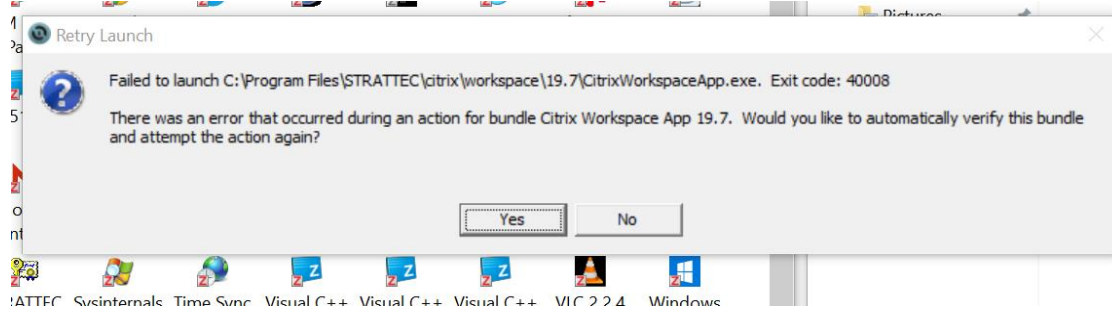 Pictures
Retry Launch
Failed to launch C:\Program Files\STRATTEC\citrix\workspace\19.7\CitrixWorkspaceApp.exe. Exit code: 40008
There was an error that occurred during an action for bundle Citrix Workspace App 19.7. Would you like to automatically verify this bundle
and attempt the action again?
Yes No
Sysinternals Time Sync Visual C++ Visual C++ Visual C++ VLC 2.2.4 Windows